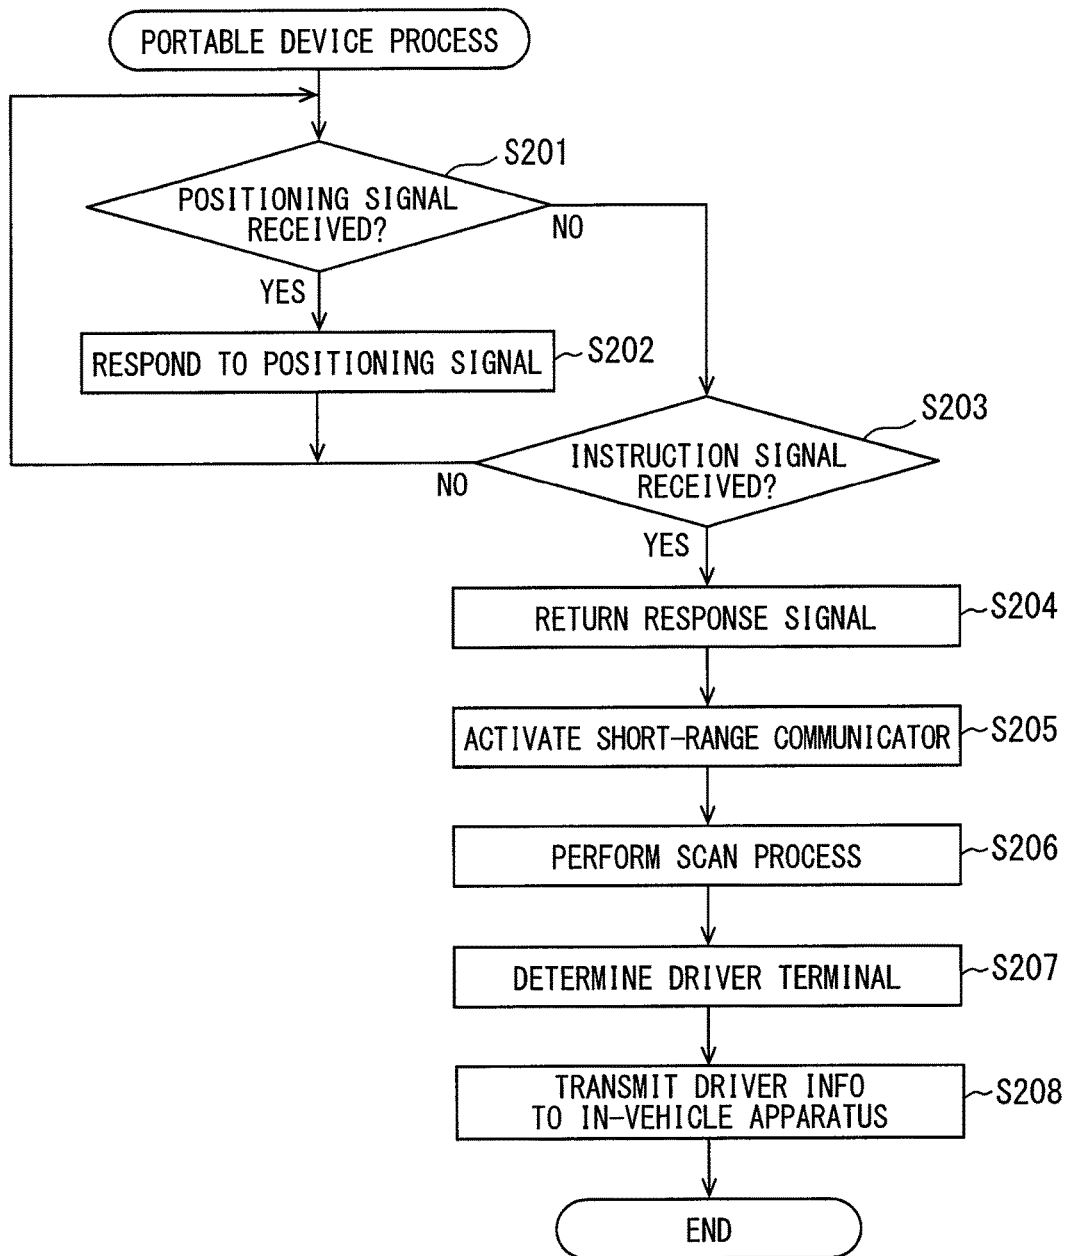 PORTABLE DEVICE PROCESS
S201
POSITIONING SIGNAL
RECEIVED?
NO
YES
RESPOND TO POSITIONING SIGNAL
S202
S203
INSTRUCTION SIGNAL
RECEIVED?
NO
YES
RETURN RESPONSE SIGNAL
S204
ACTIVATE SHORT-RANGE COMMUNICATOR
S205
PERFORM SCAN PROCESS
S206
DETERMINE DRIVER TERMINAL
S207
TRANSMIT DRIVER INFO
TO IN-VEHICLE APPARATUS
S208
END